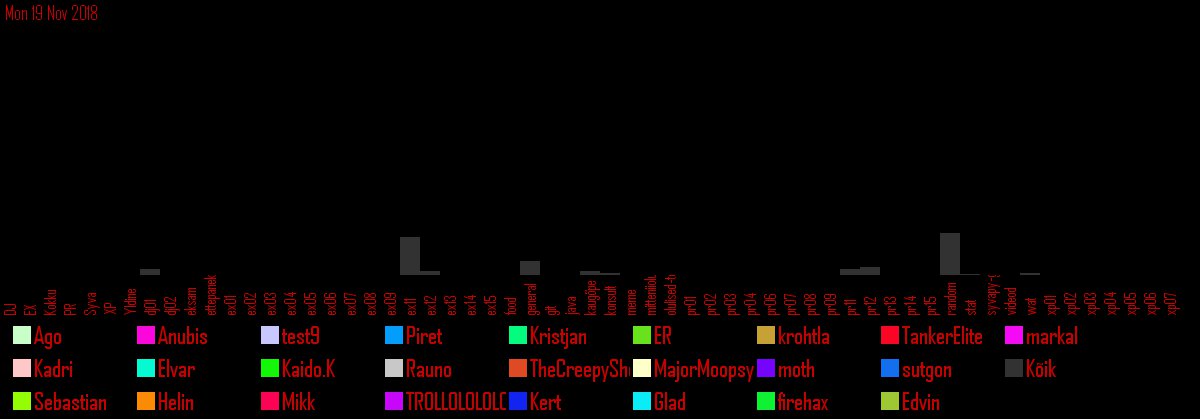 Mon 19 Nov 2018
DJ EX Kokku PR Syva XP Yldine dj01 dj02 eksam ettepanek ex01 ex02 ex03 ex04 ex05 ex06 ex07 ex08 ex09 ex11 ex12 ex13 ex14 ex15 food general git java kaugõpe konsult meme mitteniidiküs olulised-h pr01 pr02 pr03 pr04 pr06 pr07 pr08 pr09 pr11 pr12 pr13 pr14 pr15 random stat syvapy-g videod wat xp01 xp02 xp03 xp04 xp05 xp06 xp07
Ago Anubis test9 Piret Kristjan ER krohtla TankerElite markal
Kadri Elvar Kaido.K Rauno TheCreepySh MajorMoopsy moth sutgon Kõik
Sebastian Helin Mikk TROLLOLOLOLO Kert Glad firehax Edvin